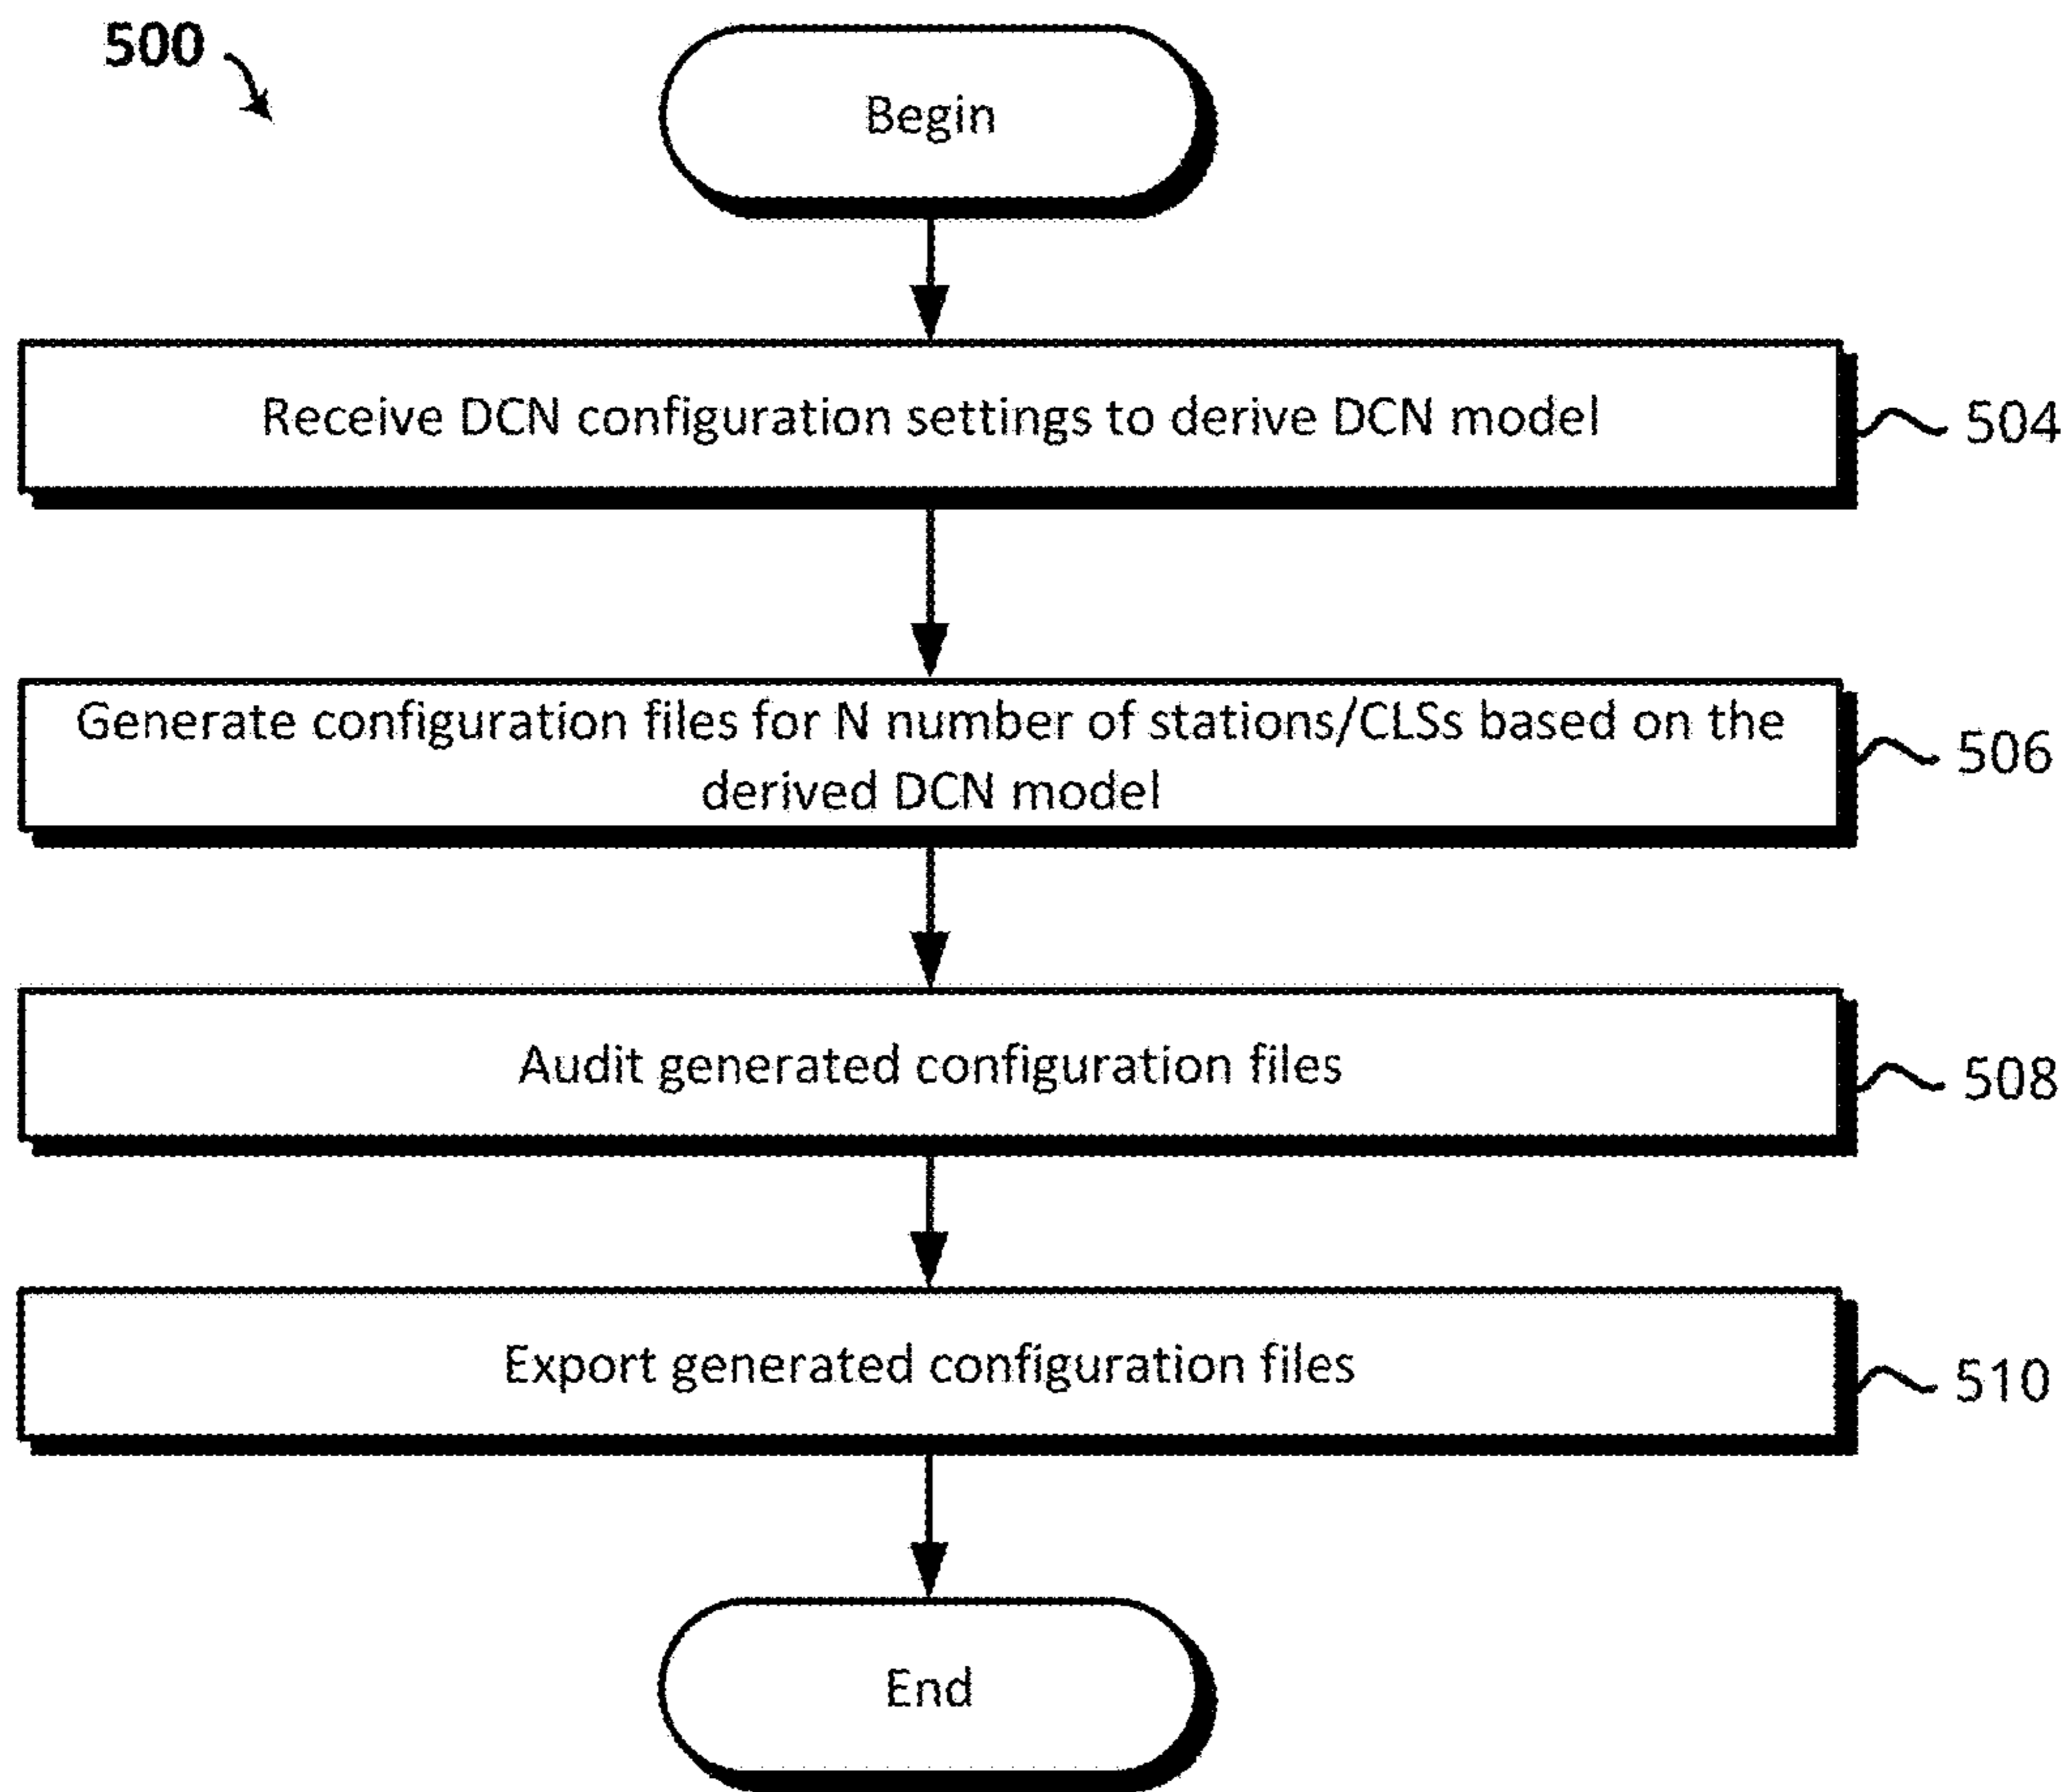 500
Begin
Receive DCN configuration settings to derive DCN model
504
Generate configuration files for N number of stations/CLSs based on the
derived DCN model
506
Audit generated configuration files
508
Export generated configuration files
510
End